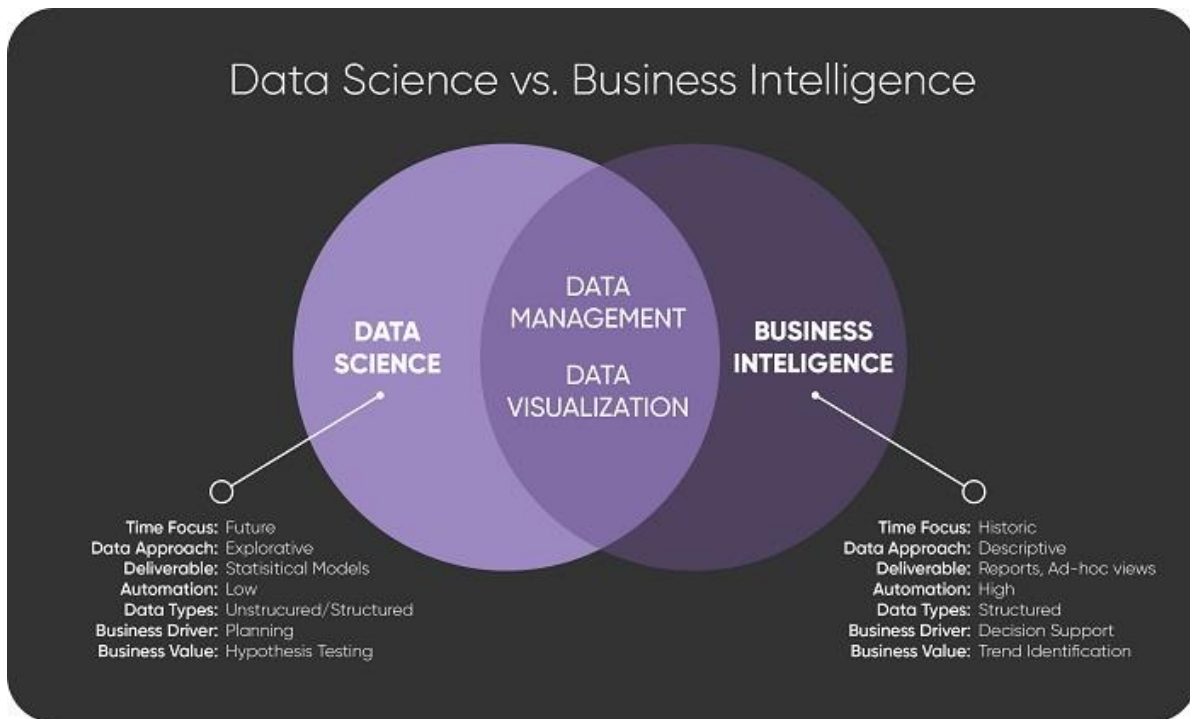 Data Science vs. Business Intelligence
DATA
SCIENCE
DATA
MANAGEMENT
DATA
VISUALIZATION
BUSINESS
INTELIGENCE
Time Focus: Future
Data Approach: Explorative
Deliverable: Statisitical Models
Automation: Low
Data Types: Unstrucured/Structured
Business Driver: Planning
Business Value: Hypothesis Testing
Time Focus: Historic
Data Approach: Descriptive
Deliverable: Reports, Ad-hoc views
Automation: High
Data Types: Structured
Business Driver: Decision Support
Business Value: Trend Identification